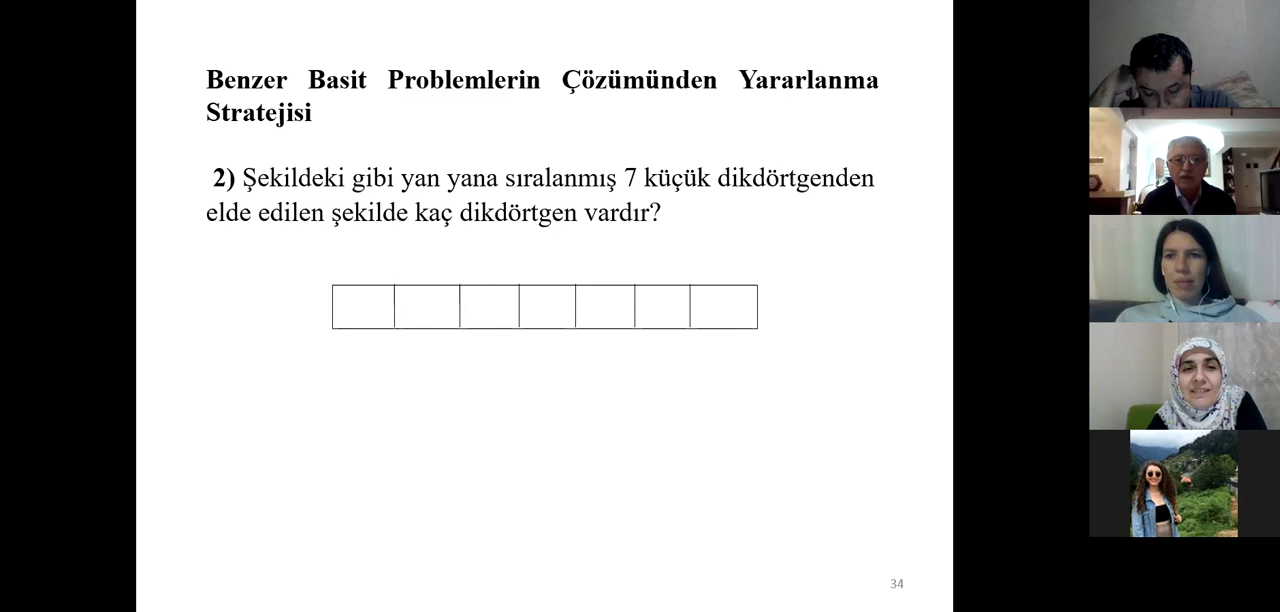 Benzer Basit Problemlerin Çözümünden Yararlanma
Stratejisi
2) Şekildeki gibi yan yana sıralanmış 7 küçük dikdörtgenden
elde edilen şekilde kaç dikdörtgen vardır?
34